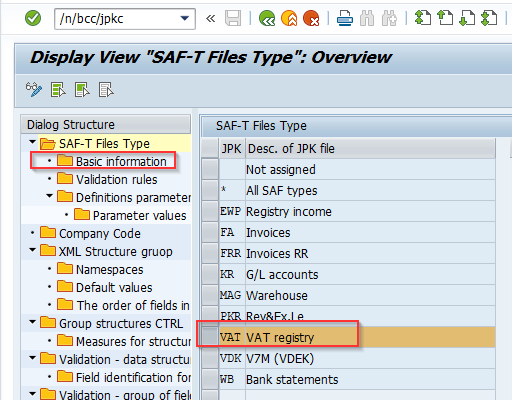 /n/bcc/jpkc
Display View "SAF-T Files Type": Overview
Dialog Structure
SAF-T Files Type
Basic information
Validation rules
Definitions parameter
Parameter values
Company Code
XML Structure gruop
Namespaces
Default values
The order of fields in
Group structures CTRL
Measures for structur
Validation - data structu
Field identification for
Validation - group of field
SAF-T Files Type
JPK Desc. of JPK file
Not assigned
* All SAF types
EWP Registry income
FA Invoices
FRR Invoices RR
KR G/L accounts
MAG Warehouse
PKR Rev&Ex.Le
VAT VAT registry
VDK V7M (VDEK)
WB Bank statements